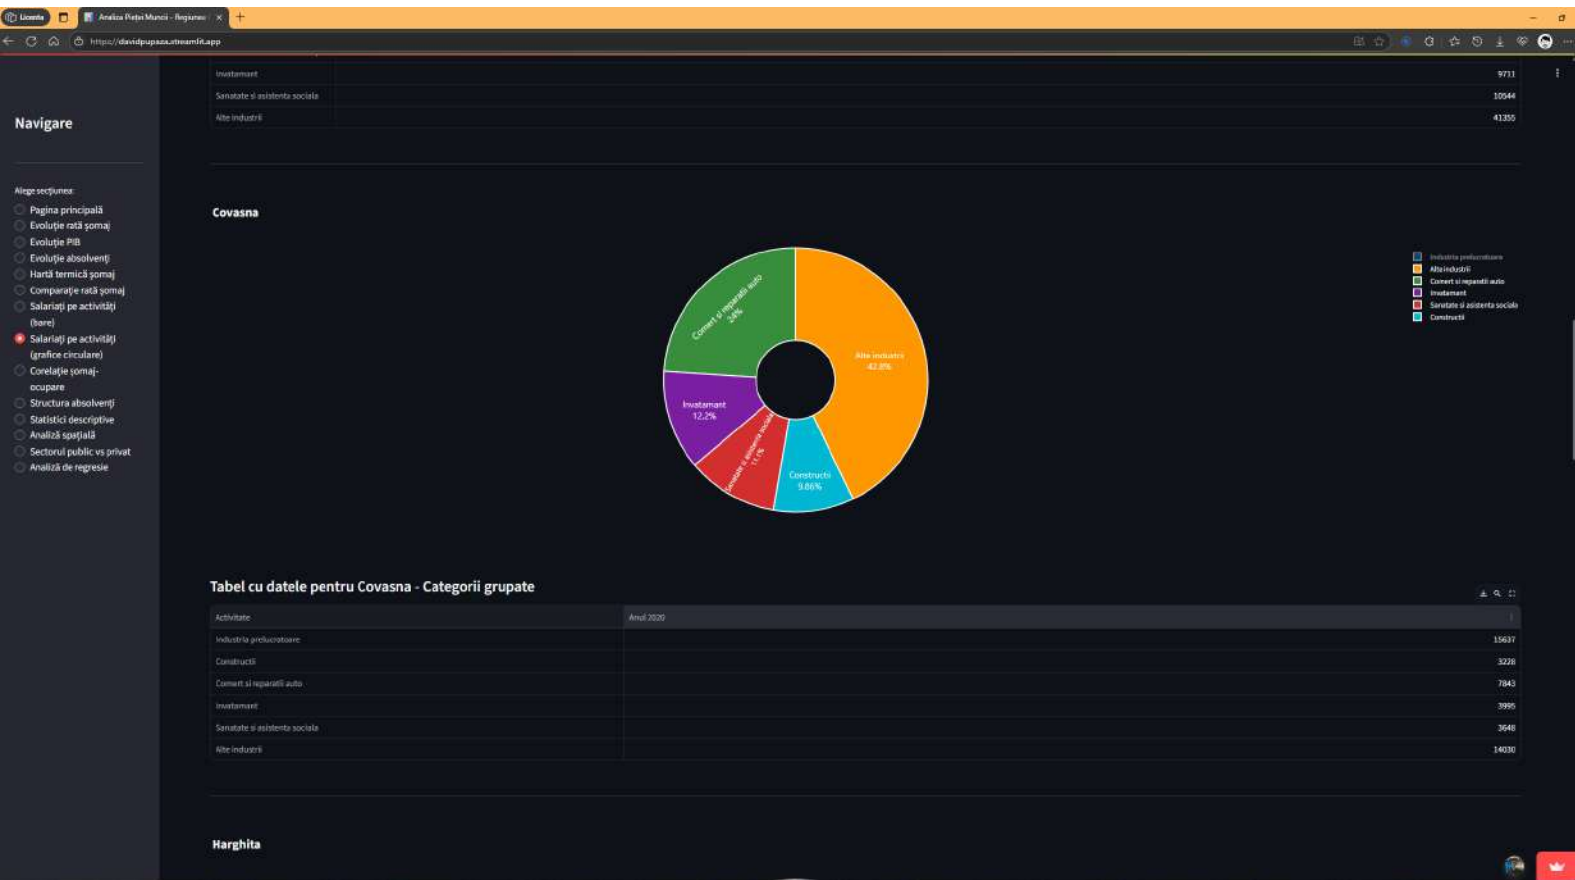 Licenta
Analiza Pieței Muncii - Regiunea
https://davidpupaza.streamlit.app
Invatamant 9711
Sanatate si asistenta sociala 10544
Alte industrii 41355
Navigare
Alege secțiunea:
Pagina principală
Evoluție rată șomaj
Evoluție PIB
Evoluție absolvenți
Hartă termică șomaj
Comparație rată șomaj
Salariați pe activități
(bare)
Salariați pe activități
(grafice circulare)
Corelație șomaj-
ocupare
Structura absolvenți
Statistici descriptive
Analiză spațială
Sectorul public vs privat
Analiză de regresie
Covasna
Comert si reparatii auto
24%
Alte industrii
42.8%
Invatamant
12.2%
Sanatate si asistenta sociala
11.1%
Constructii
9.86%
Industria prelucratoare
Alte industrii
Comert si reparatii auto
Invatamant
Sanatate si asistenta sociala
Constructii
Tabel cu datele pentru Covasna - Categorii grupate
Activitate Anul 2020
Industria prelucratoare 15637
Constructii 3228
Comert si reparatii auto 7843
Invatamant 3995
Sanatate si asistenta sociala 3648
Alte industrii 14030
Harghita